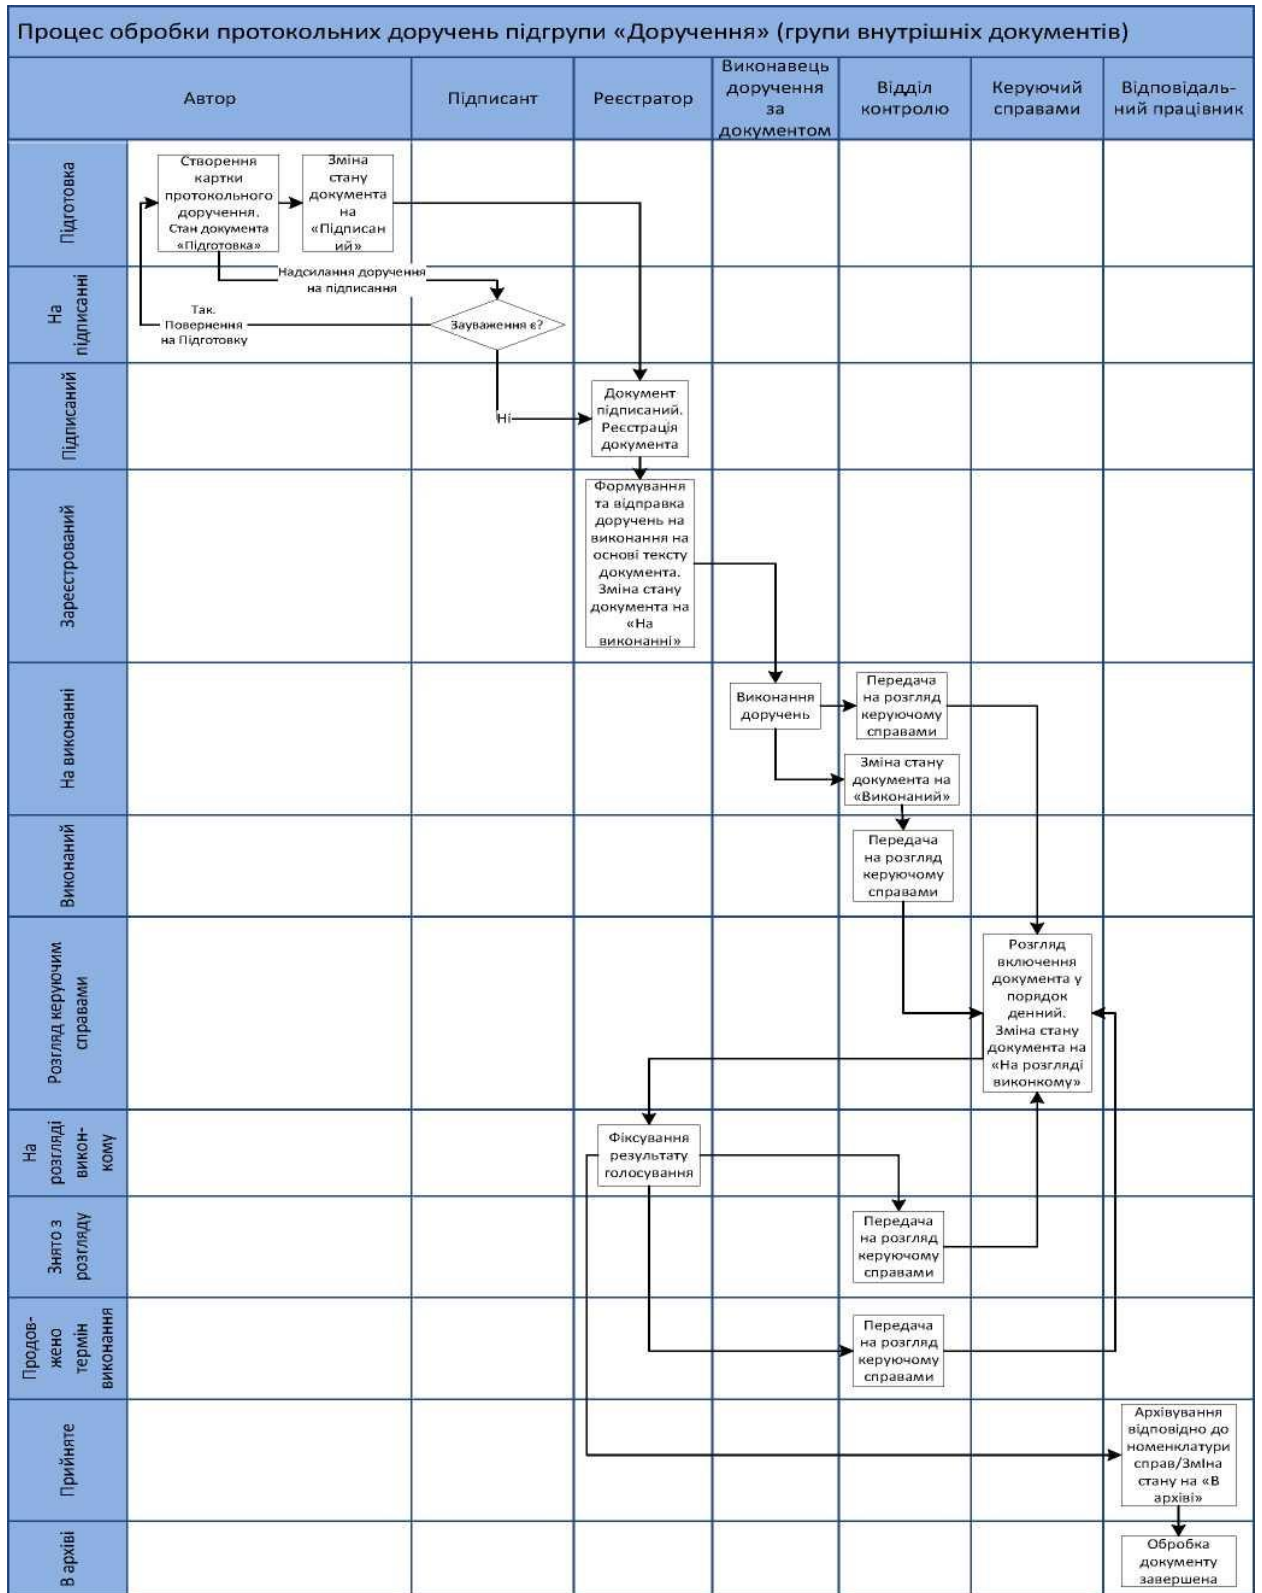 Процес обробки протокольних доручень підгрупи «Доручення» (групи внутрішніх документів)
Автор
Підписант
Реєстратор
Виконавець
доручення
за
документом
Відділ
контролю
Керуючий
справами
Відповідаль-
ний працівник
Підготовка
Створення
картки
протокольного
доручення.
Стан документа
«Підготовка»
Зміна
стану
документа
на
«Підписан
ий»
На
підписанні
Надсилання доручення
на підписання
Так.
Повернення
на Підготовку
Зауваження є?
Підписаний
Ні
Документ
підписаний.
Реєстрація
документа
Зареєстрований
Формування
та відправка
доручень на
виконання на
основі тексту
документа.
Зміна стану
документа на
«На
виконанні»
На виконанні
Виконання
доручень
Передача
на розгляд
керуючому
справами
Зміна стану
документа на
«Виконаний»
Виконаний
Передача
на розгляд
керуючому
справами
Розгляд керуючим
справами
Розгляд
включення
документа у
порядок
денний.
Зміна стану
документа на
«На розгляді
виконкому»
На
розгляді
викон-
кому
Фіксування
результату
голосування
Знято з
розгляду
Передача
на розгляд
керуючому
справами
Продов-
жено
термін
виконання
Передача
на розгляд
керуючому
справами
Прийняте
Архівування
відповідно до
номенклатури
справ/Зміна
стану на «В
архіві»
В архіві
Обробка
документу
завершена